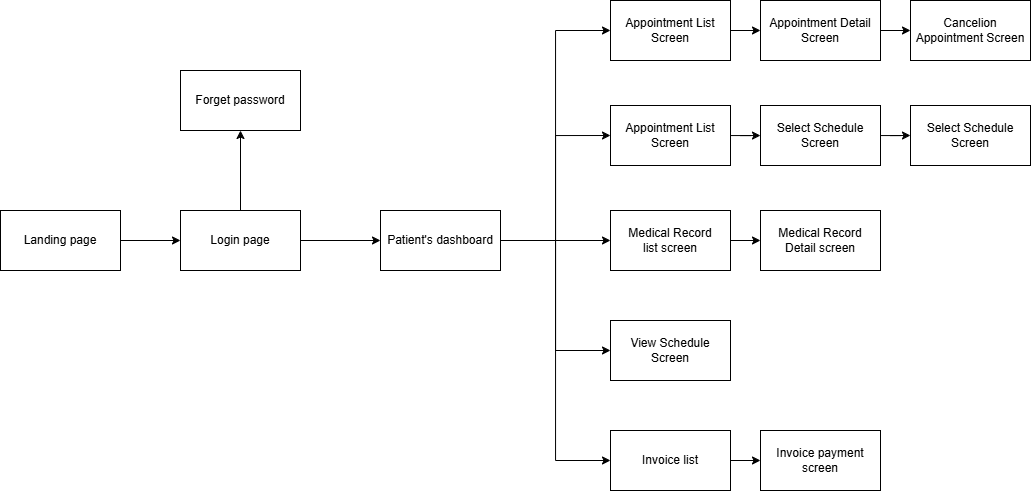 Appointment List
Screen
Appointment Detail
Screen
Cancelion
Appointment Screen
Forget password
Appointment List
Screen
Select Schedule
Screen
Select Schedule
Screen
Landing page
Login page
Patient's dashboard
Medical Record
list screen
Medical Record
Detail screen
View Schedule
Screen
Invoice list
Invoice payment
screen